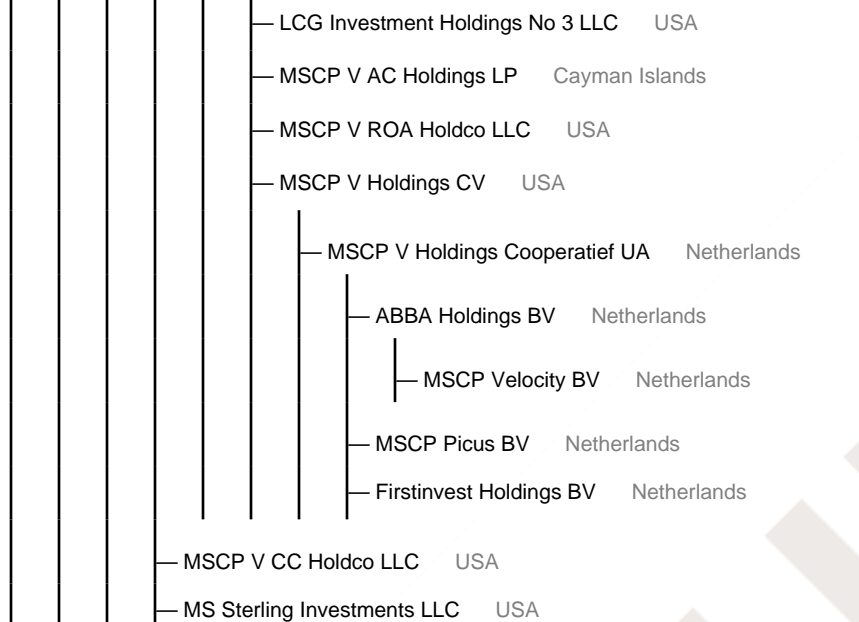 LCG Investment Holdings No 3 LLC USA
MSCP V AC Holdings LP Cayman Islands
MSCP V ROA Holdco LLC USA
MSCP V Holdings CV USA
MSCP V Holdings Cooperatief UA Netherlands
ABBA Holdings BV Netherlands
MSCP Velocity BV Netherlands
MSCP Picus BV Netherlands
Firstinvest Holdings BV Netherlands
MSCP V CC Holdco LLC USA
MS Sterling Investments LLC USA